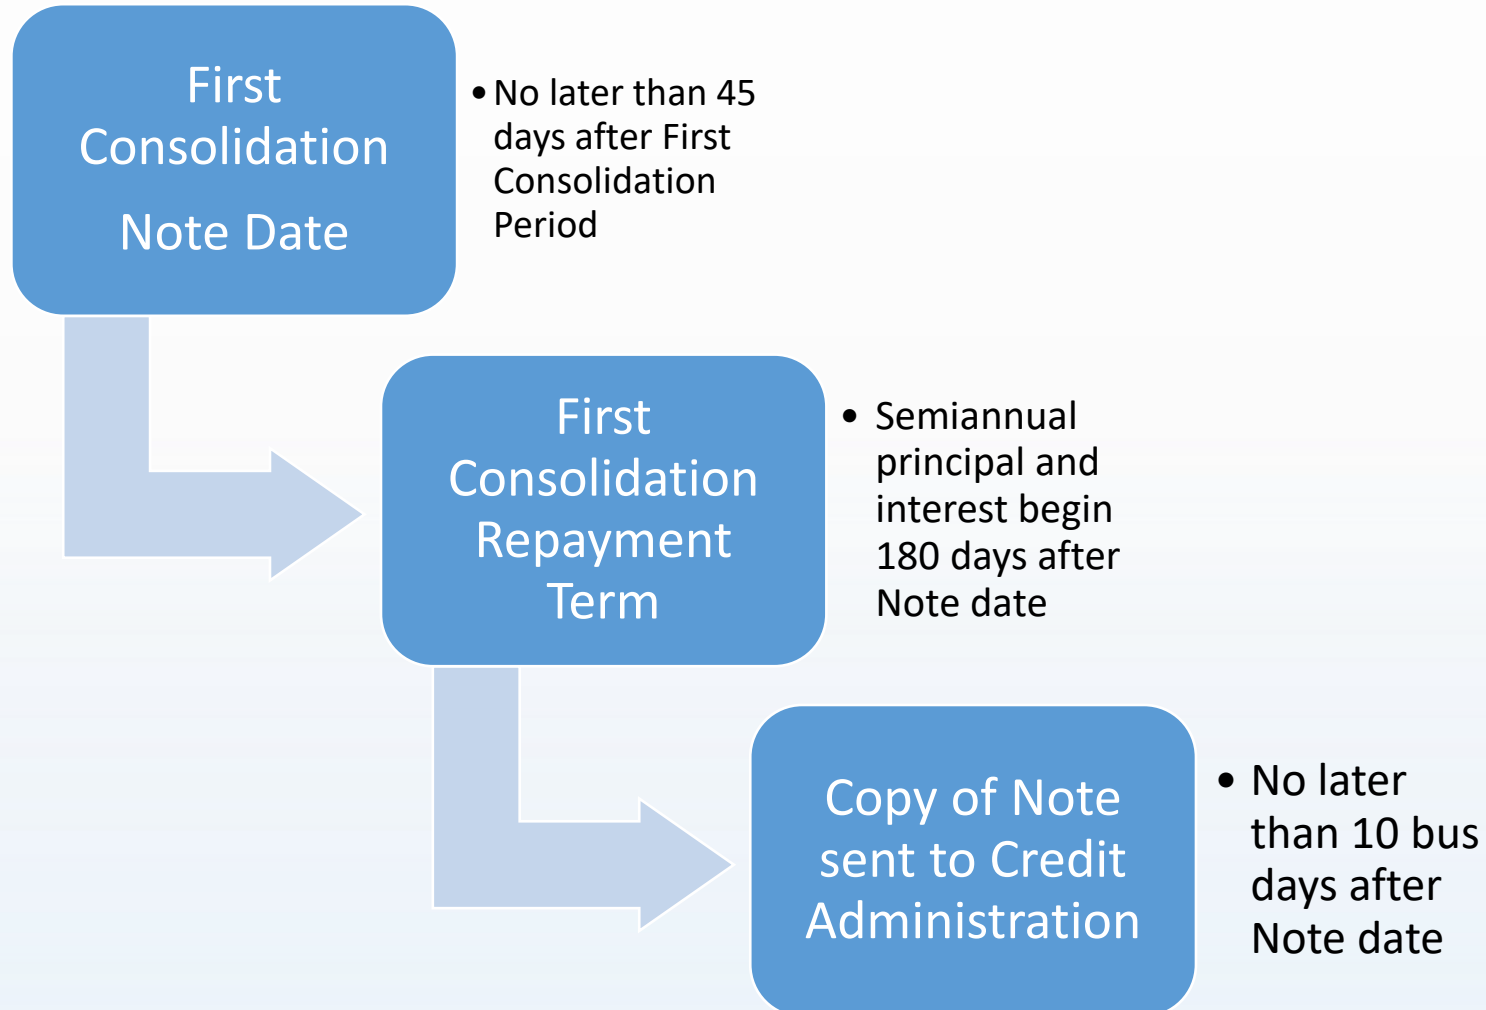 First
Consolidation
Note Date
•No later than 45
days after First
Consolidation
Period
First
Consolidation
Repayment
Term
• Semiannual
principal and
interest begin
180 days after
Note date
Copy of Note
sent to Credit
Administration
• No later
than 10 bus
days after
Note date